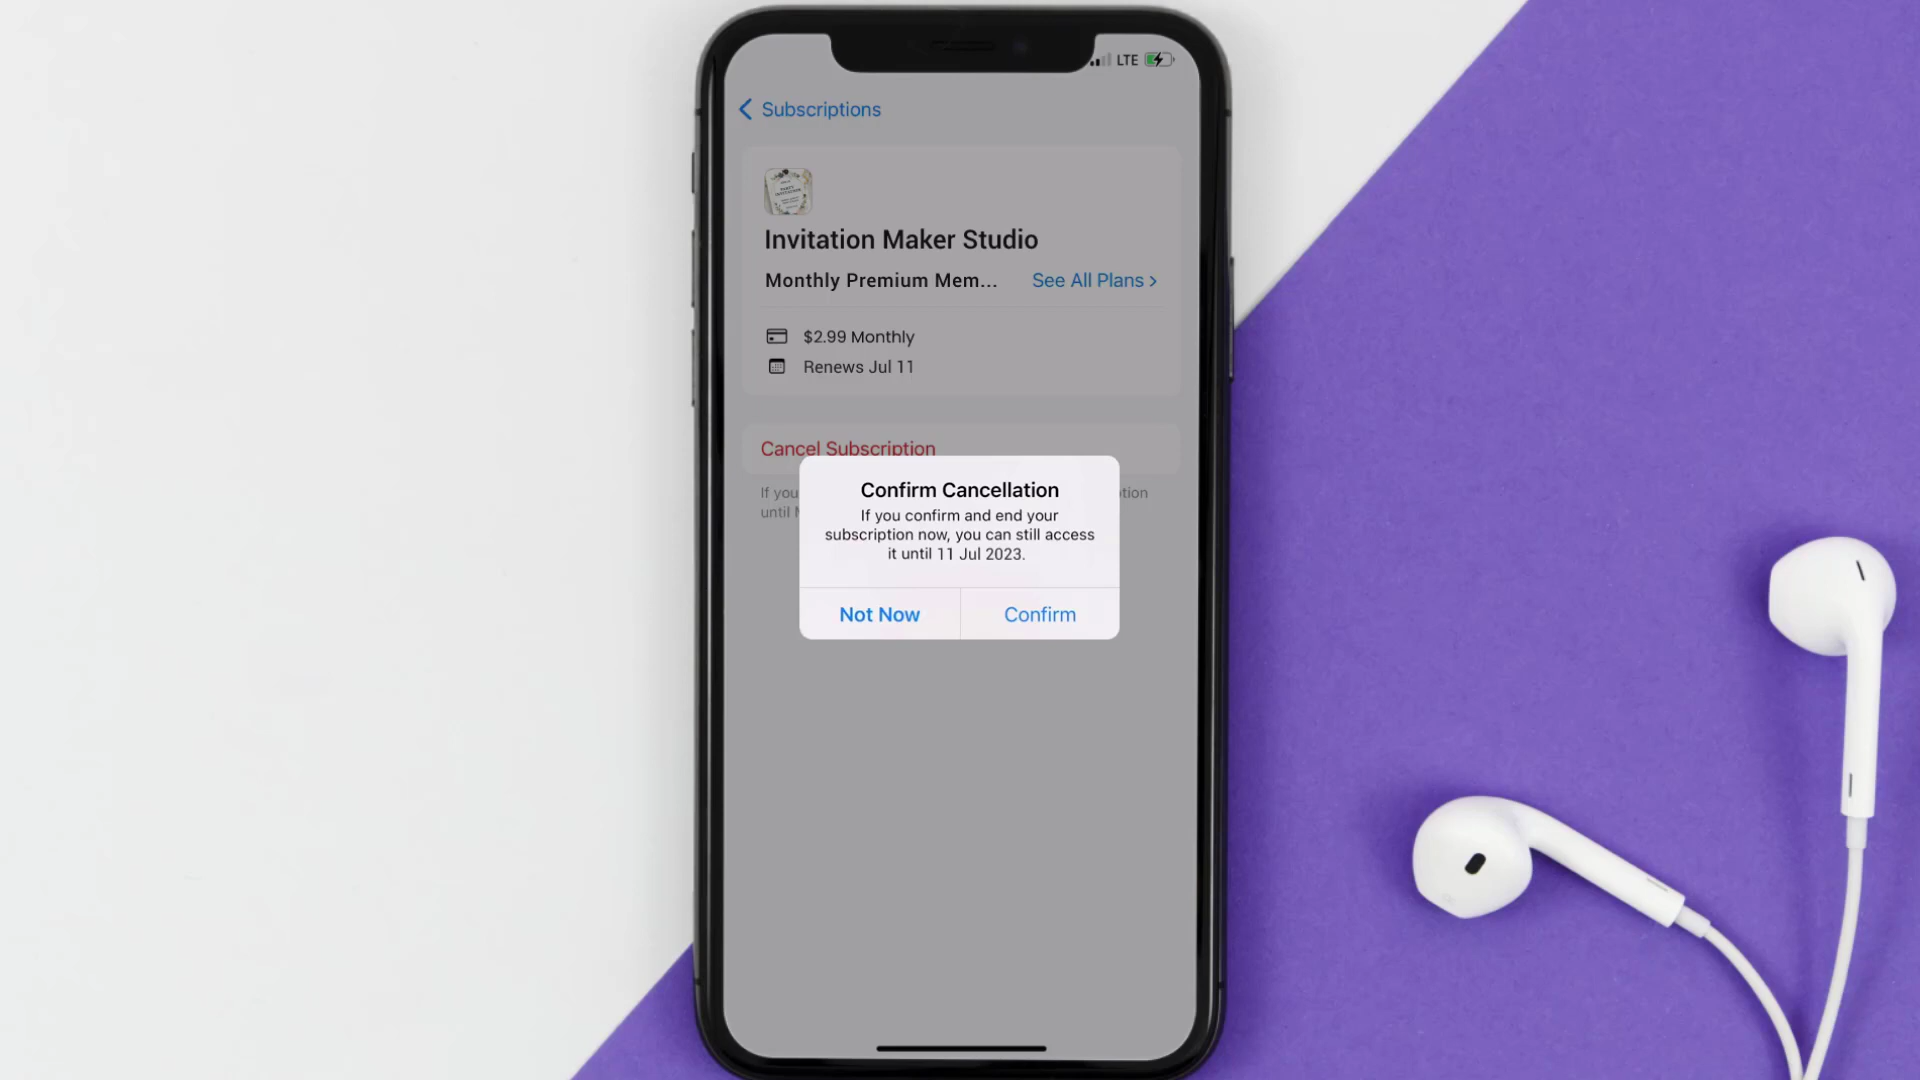 LTE
Subscriptions
Invitation Maker Studio
Monthly Premium Mem...
See All Plans >
$2.99 Monthly
Renews Jul 11
Cancel Subscription
If you
tion
until
Confirm Cancellation
If you confirm and end your
subscription now, you can still access
it until 11 Jul 2023.
Not Now
Confirm